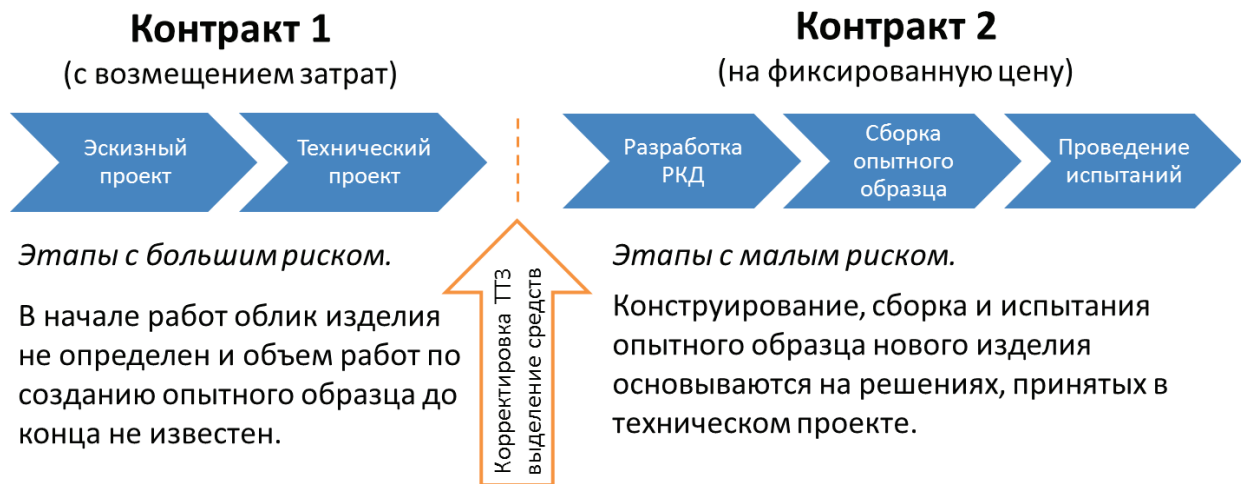 Контракт 1
(с возмещением затрат)
Эскизный
проект
Технический
проект
Этапы с большим риском.
В начале работ облик изделия
не определен и объем работ по
созданию опытного образца до
конца не известен.
Корректировка ТТЗ
выделение средств
Контракт 2
(на фиксированную цену)
Разработка
РКД
Сборка
опытного
образца
Проведение
испытаний
Этапы с малым риском.
Конструирование, сборка и испытания
опытного образца нового изделия
основываются на решениях, принятых в
техническом проекте.